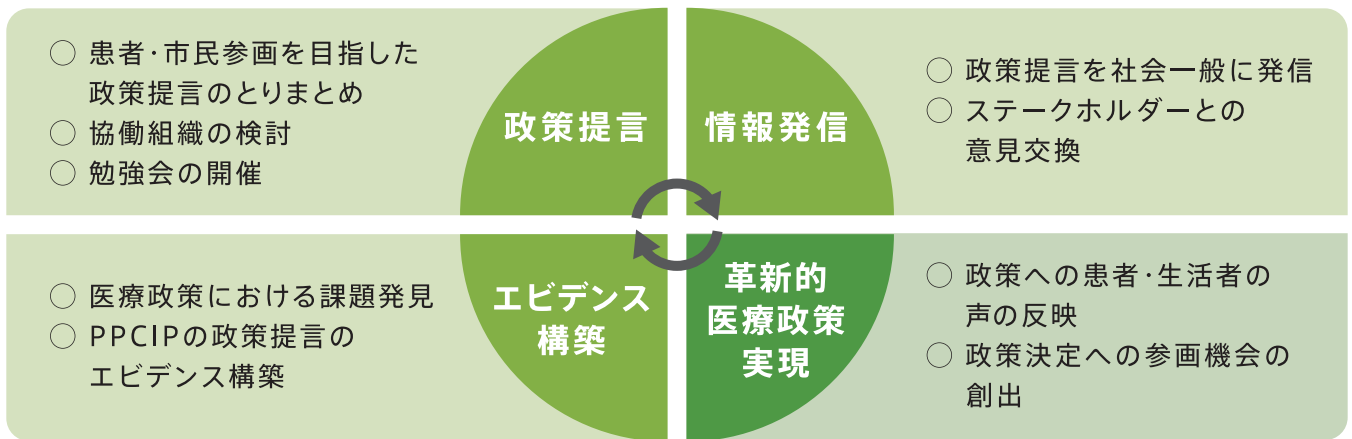 ○ 患者・市民参画を目指した
政策提言のとりまとめ
○ 協働組織の検討
○ 勉強会の開催
政策提言
情報発信
○ 政策提言を社会一般に発信
○ ステークホルダーとの
意見交換
○ 医療政策における課題発見
○ PPCIPの政策提言の
エビデンス構築
エビデンス
構築
革新的
医療政策
実現
○ 政策への患者・生活者の
声の反映
○ 政策決定への参画機会の
創出